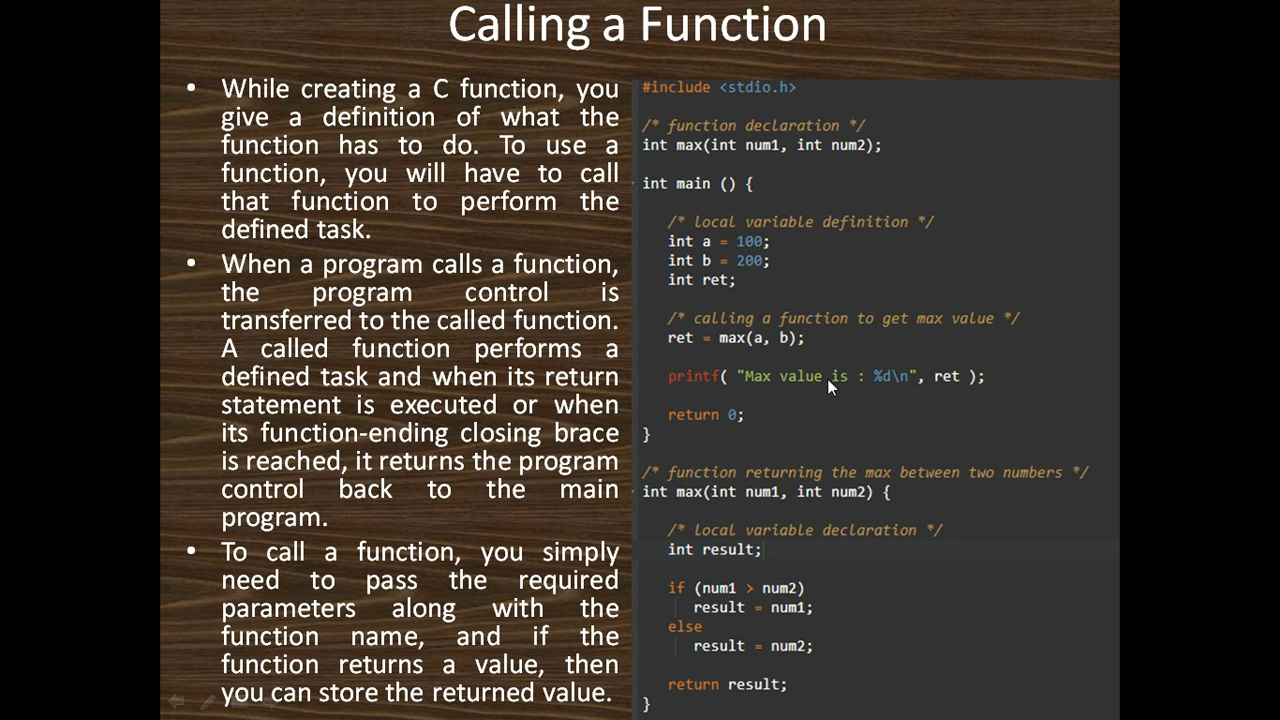 Calling a Function
• While creating a C function, you
give a definition of what the
function has to do. To use a
function, you will have to call
that function to perform the
defined task.
• When a program calls a function,
the program control is
transferred to the called function.
A called function performs a
defined task and when its return
statement is executed or when
its function-ending closing brace
is reached, it returns the program
control back to the main
program.
• To call a function, you simply
need to pass the required
parameters along with the
function name, and if the
function returns a value, then
you can store the returned value.
#include <stdio.h>
/* function declaration */
int max(int num1, int num2);
int main () {
/* local variable definition */
int a = 100;
int b = 200;
int ret;
/* calling a function to get max value */
ret = max(a, b);
printf( "Max value is : %d\n", ret );
return 0;
}
/* function returning the max between two numbers */
int max(int num1, int num2) {
/* local variable declaration */
int result;
if (num1 > num2)
result = num1;
else
result = num2;
return result;
}